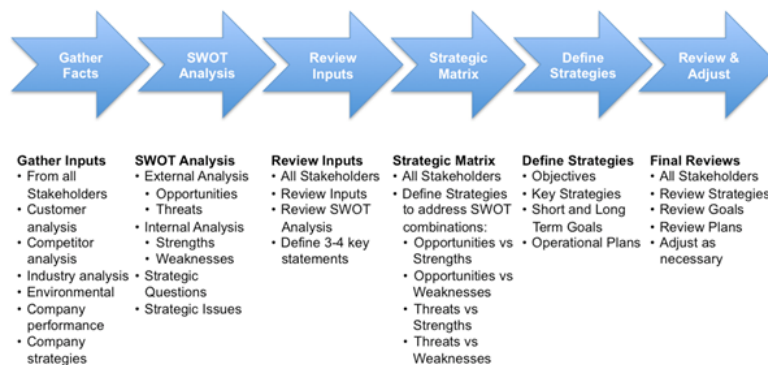 Gather
Facts
SWOT
Analysis
Review
Inputs
Strategic
Matrix
Define
Strategies
Review &
Adjust
Gather Inputs
• From all
Stakeholders
• Customer
analysis
• Competitor
analysis
• Industry analysis
• Environmental
• Company
performance
• Company
strategies
SWOT Analysis
• External Analysis
• Opportunities
• Threats
• Internal Analysis
• Strengths
• Weaknesses
• Strategic
Questions
• Strategic Issues
Review Inputs
• All Stakeholders
• Review Inputs
• Review SWOT
Analysis
• Define 3-4 key
statements
Strategic Matrix
• All Stakeholders
• Define Strategies
to address SWOT
combinations:
• Opportunities vs
Strengths
• Opportunities vs
Weaknesses
• Threats vs
Strengths
• Threats vs
Weaknesses
Define Strategies
• Objectives
• Key Strategies
• Short and Long
Term Goals
• Operational Plans
Final Reviews
• All Stakeholders
• Review Strategies
• Review Goals
• Review Plans
• Adjust as
necessary